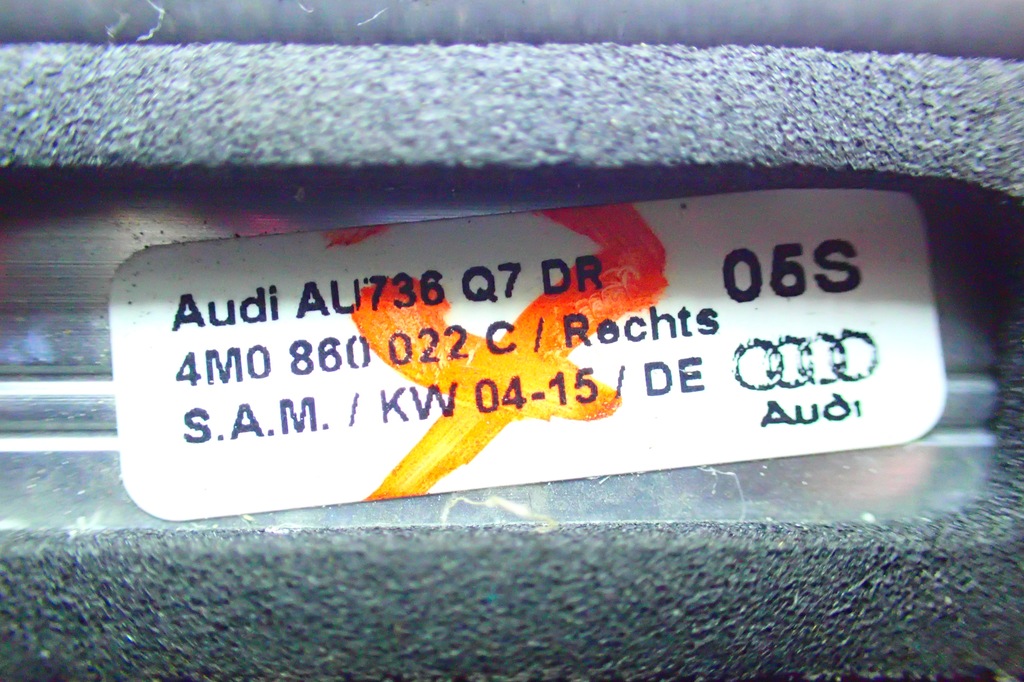 Audi AU736 Q7 DR 05S
4M0 860 022 C / Rechts
S.A.M. / KW 04-15 / DE
Audi